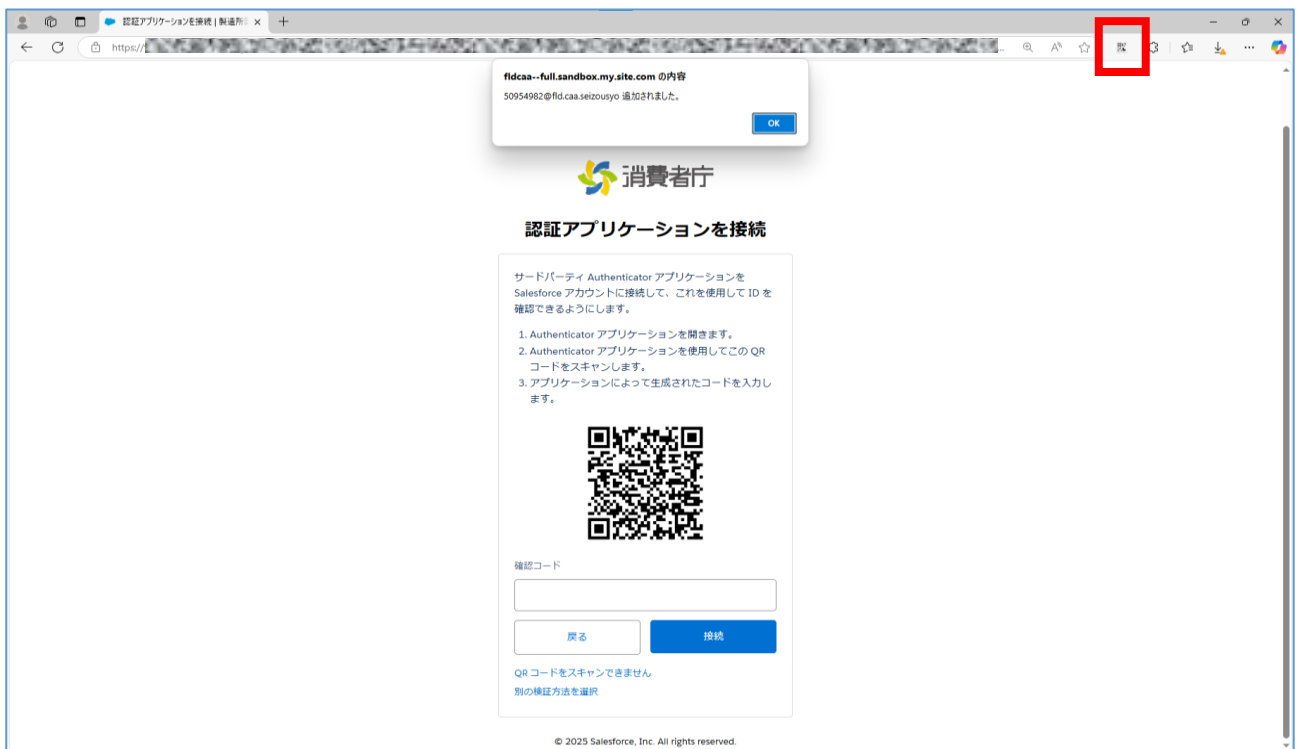 認証アプリケーションを接続 | 製造所
https://
fldcaa--full.sandbox.my.site.com の内容
50954982@fld.caa.seizousyo 追加されました。
OK
消費者庁
認証アプリケーションを接続
サードパーティ Authenticator アプリケーションを
Salesforce アカウントに接続して、これを使用して ID を
確認できるようにします。
1. Authenticator アプリケーションを開きます。
2. Authenticator アプリケーションを使用してこの QR
コードをスキャンします。
3. アプリケーションによって生成されたコードを入力し
ます。
確認コード
戻る
接続
QR コードをスキャンできません
別の検証方法を選択
© 2025 Salesforce, Inc. All rights reserved.